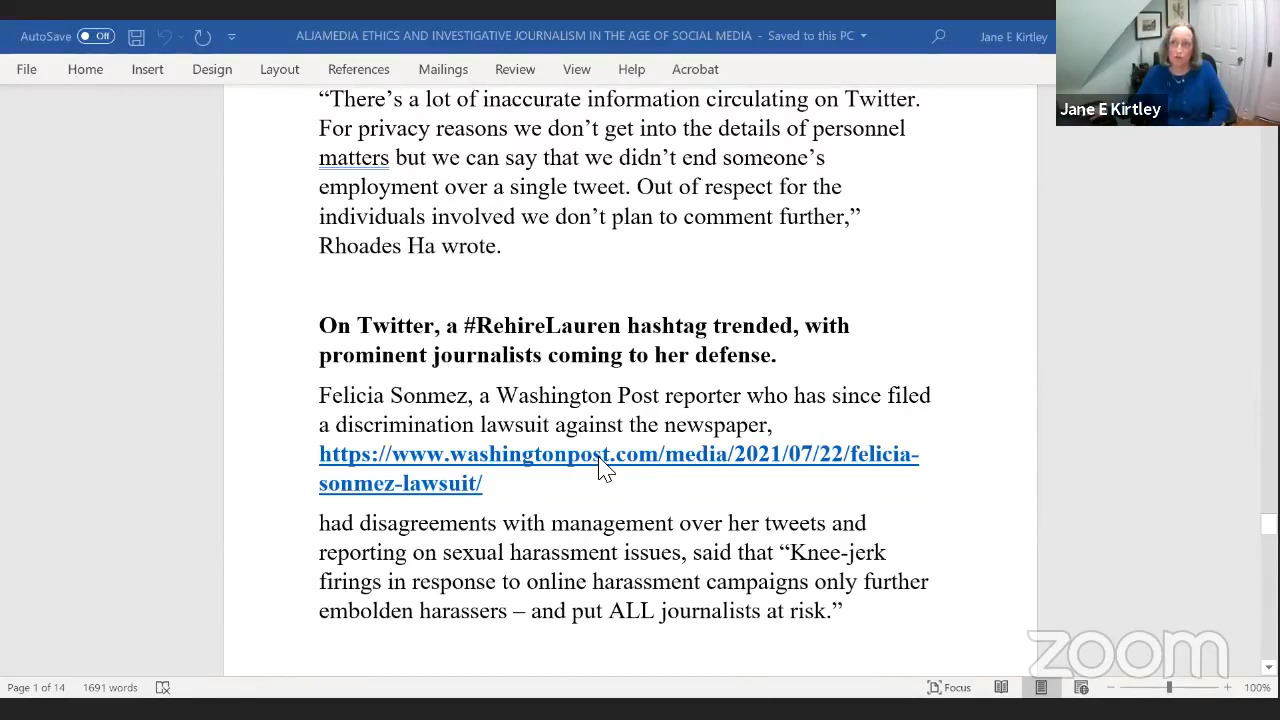 AutoSave Off ALJAMEDIA ETHICS AND INVESTIGATIVE JOURNALISM IN THE AGE OF SOCIAL MEDIA - Saved to this PC Jane E Kirtley
File Home Insert Design Layout References Mailings Review View Help Acrobat
Jane E Kirtley
“There’s a lot of inaccurate information circulating on Twitter.
For privacy reasons we don’t get into the details of personnel
matters but we can say that we didn’t end someone’s
employment over a single tweet. Out of respect for the
individuals involved we don’t plan to comment further,”
Rhoades Ha wrote.
On Twitter, a #RehireLauren hashtag trended, with
prominent journalists coming to her defense.
Felicia Sonmez, a Washington Post reporter who has since filed
a discrimination lawsuit against the newspaper,
https://www.washingtonpost.com/media/2021/07/22/felicia-
sonmez-lawsuit/
had disagreements with management over her tweets and
reporting on sexual harassment issues, said that “Knee-jerk
firings in response to online harassment campaigns only further
embolden harassers – and put ALL journalists at risk.”
zoom
Page 1 of 14 1691 words Focus 100%